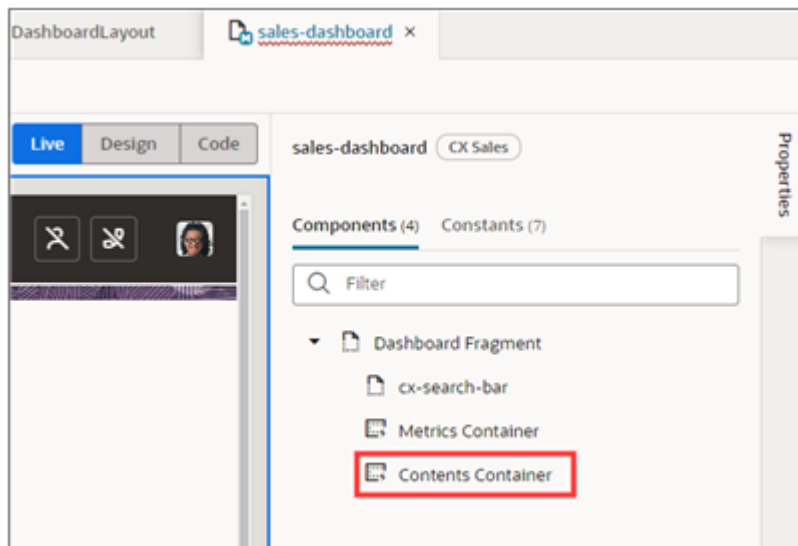 DashboardLayout
sales-dashboard ×
Live
Design
Code
sales-dashboard
CX Sales
Properties
Components (4)
Constants (7)
Filter
Dashboard Fragment
cx-search-bar
Metrics Container
Contents Container